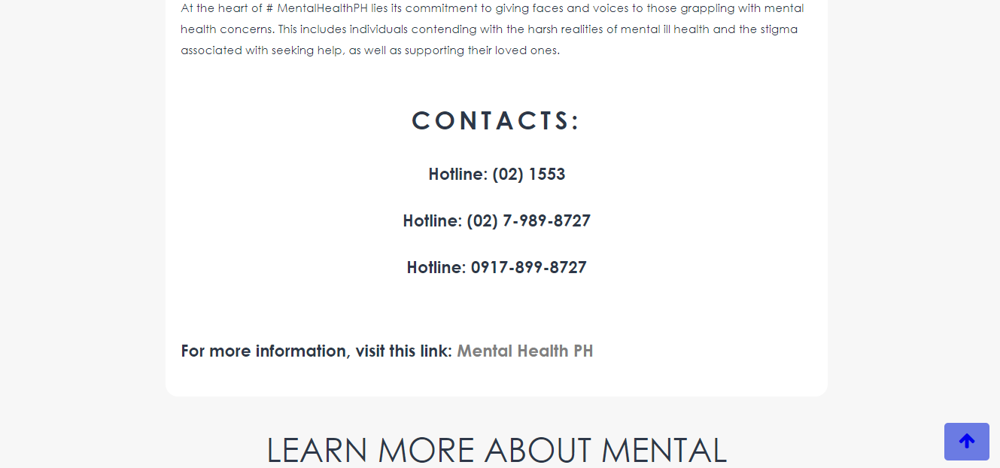 At the heart of # MentalHealthPH lies its commitment to giving faces and voices to those grappling with mental
health concerns. This includes individuals contending with the harsh realities of mental ill health and the stigma
associated with seeking help, as well as supporting their loved ones.
CONTACTS:
Hotline: (02) 1553
Hotline: (02) 7-989-8727
Hotline: 0917-899-8727
For more information, visit this link: Mental Health PH
LEARN MORE ABOUT MENTAL